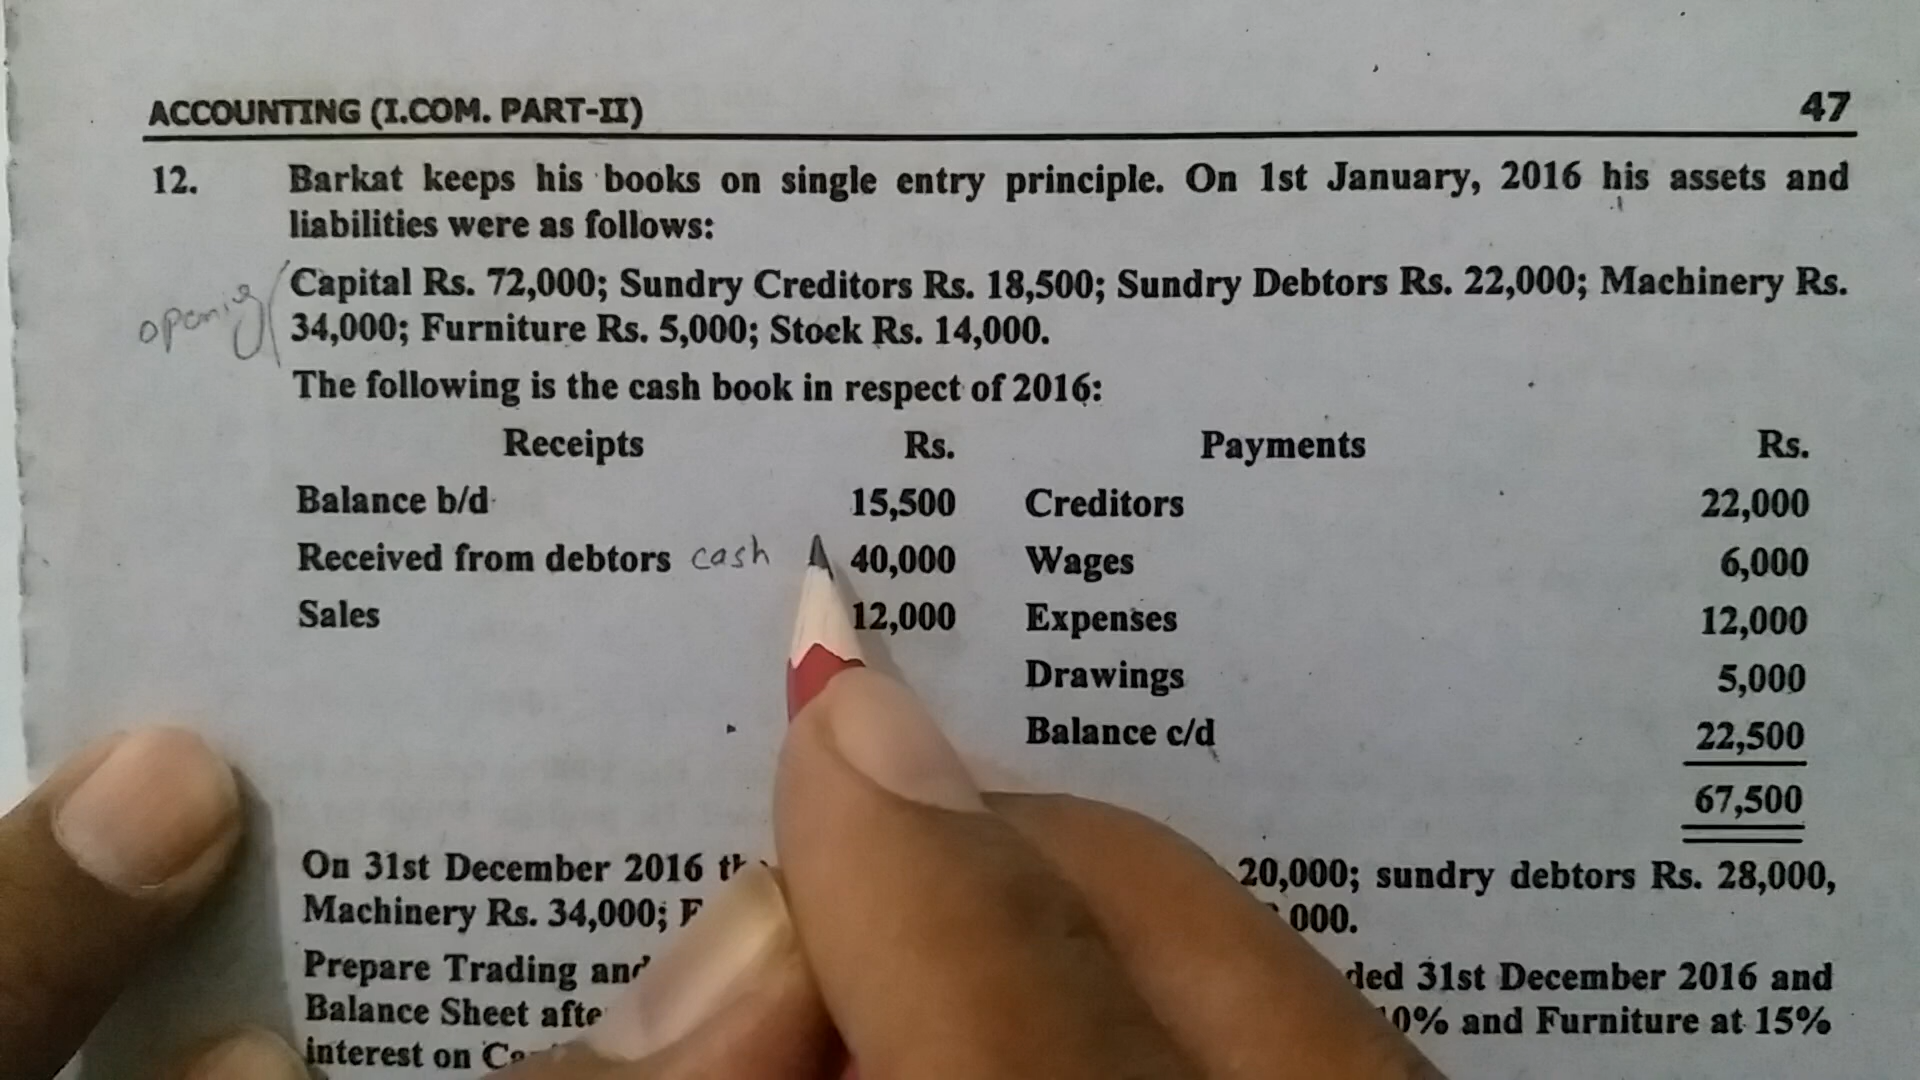 ACCOUNTING (I.COM. PART-II) 47
12. Barkat keeps his books on single entry principle. On 1st January, 2016 his assets and
liabilities were as follows:
opening
Capital Rs. 72,000; Sundry Creditors Rs. 18,500; Sundry Debtors Rs. 22,000; Machinery Rs.
34,000; Furniture Rs. 5,000; Stock Rs. 14,000.
The following is the cash book in respect of 2016:
Receipts Rs. Payments Rs.
Balance b/d 15,500 Creditors 22,000
Received from debtors cash 40,000 Wages 6,000
Sales 12,000 Expenses 12,000
Drawings 5,000
Balance c/d 22,500
67,500
On 31st December 2016 20,000; sundry debtors Rs. 28,000,
Machinery Rs. 34,000; 000.
Prepare Trading and 31st December 2016 and
Balance Sheet and Furniture at 15%
interest on